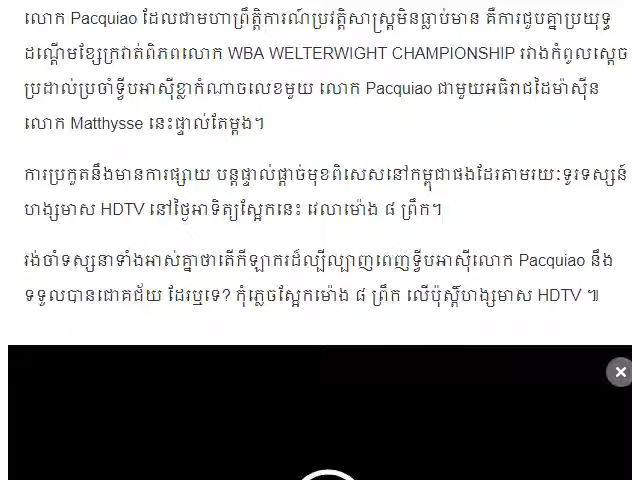 លោក Pacquiao ដែលជាមហាព្រឹត្តិការណ៍ប្រវត្តិសាស្ត្រមិនធ្លាប់មាន គឺការជួបគ្នាប្រយុទ្ធ
ដណ្តើមខ្សែក្រវាត់ពិភពលោក WBA WELTERWIGHT CHAMPIONSHIP រវាងកំពូលស្តេច
ប្រដាល់ប្រចាំទ្វីបអាស៊ីខ្លាកំណាចលេខមួយ លោក Pacquiao ជាមួយអធិរាជដៃម៉ាស៊ីន
លោក Matthysse នេះផ្ទាល់តែម្តង។
ការប្រកួតនឹងមានការផ្សាយ បន្តផ្ទាល់ផ្តាច់មុខពិសេសនៅកម្ពុជាផងដែរតាមរយៈទូរទស្សន៍
ហង្សមាស HDTV នៅថ្ងៃអាទិត្យស្អែកនេះ វេលាម៉ោង ៨ ព្រឹក។
រង់ចាំទស្សនាទាំងអស់គ្នាថាតើកីឡាករដ៏ល្បីល្បាញពេញទ្វីបអាស៊ីលោក Pacquiao នឹង
ទទួលបានជោគជ័យ ដែរឬទេ? កុំភ្លេចស្អែកម៉ោង ៨ ព្រឹក លើប៉ុស្តិ៍ហង្សមាស HDTV ៕